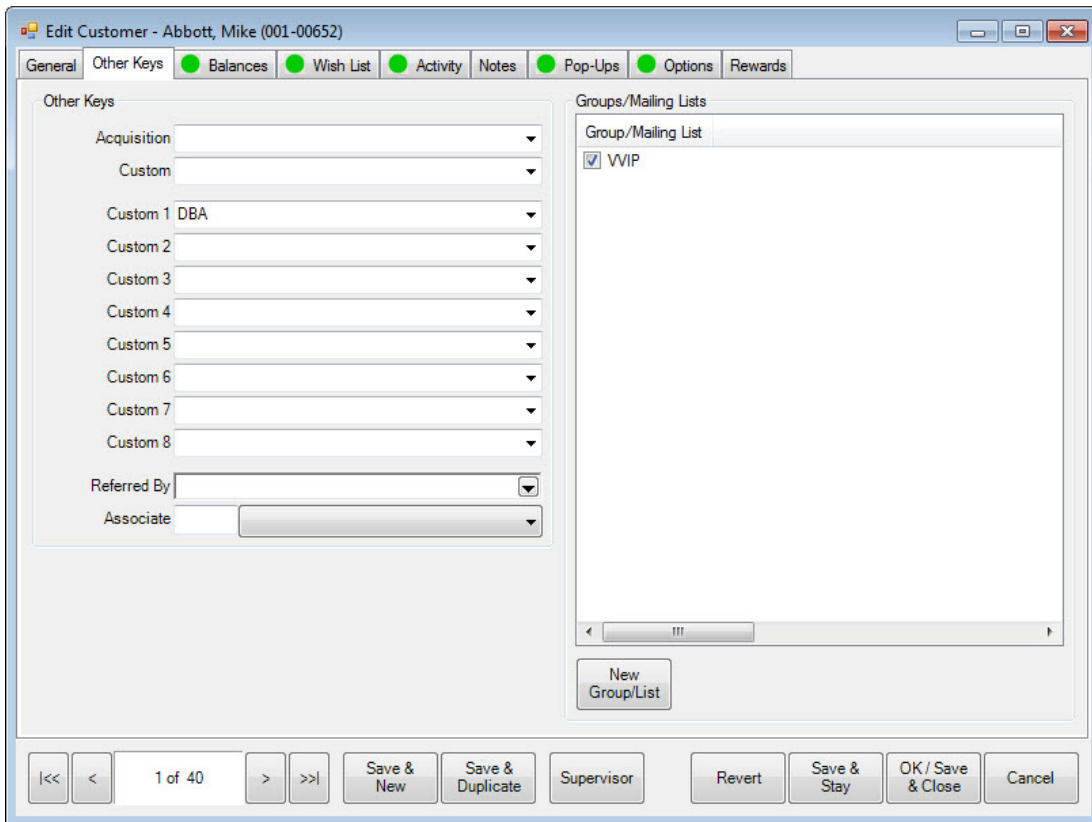 Edit Customer - Abbott, Mike (001-00652)
General Other Keys Balances Wish List Activity Notes Pop-Ups Options Rewards
Other Keys
Acquisition
Custom
Custom 1 DBA
Custom 2
Custom 3
Custom 4
Custom 5
Custom 6
Custom 7
Custom 8
Referred By
Associate
Groups/Mailing Lists
Group/Mailing List
VVIP
New
Group/List
|<< < 1 of 40 > >>|
Save &
New
Save &
Duplicate
Supervisor
Revert
Save &
Stay
OK / Save
& Close
Cancel